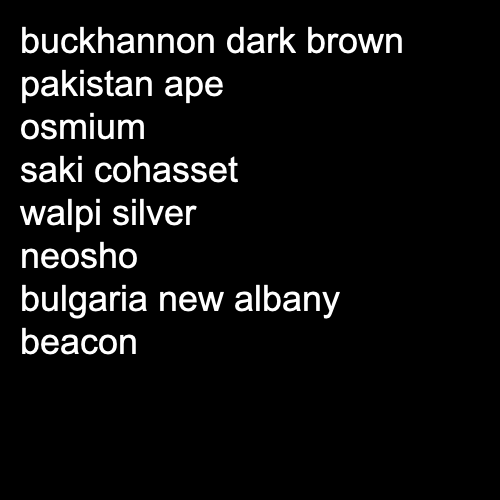 buckhannon dark brown
pakistan ape
osmium
saki cohasset
walpi silver
neosho
bulgaria new albany
beacon